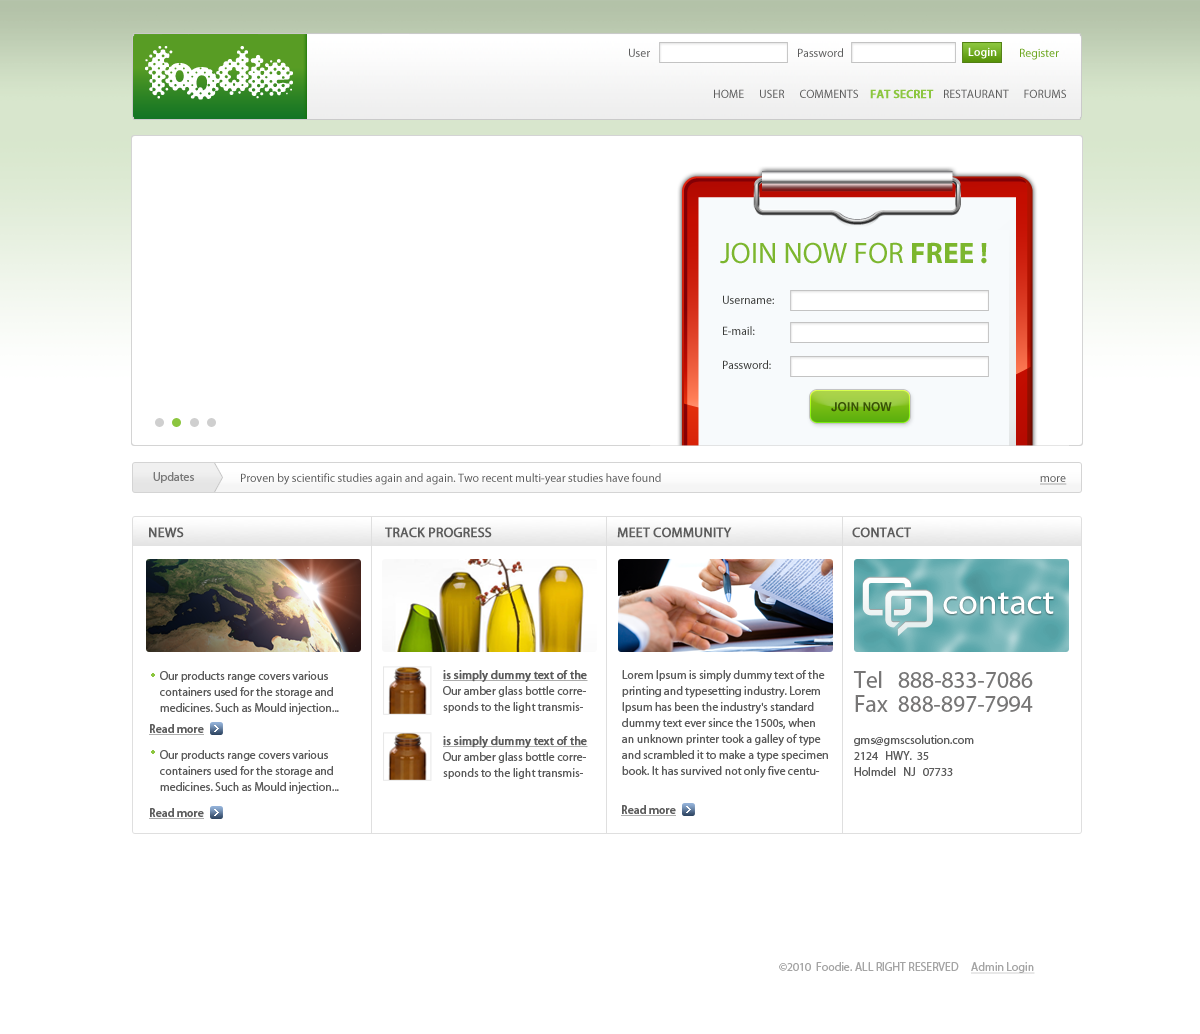 foodie
User
Password
Login
Register
HOME USER COMMENTS FAT SECRET RESTAURANT FORUMS
JOIN NOW FOR FREE !
Username:
E-mail:
Password:
JOIN NOW
Updates
Proven by scientific studies again and again. Two recent multi-year studies have found
more
NEWS
Our products range covers various
containers used for the storage and
medicines. Such as Mould injection...
Read more
Our products range covers various
containers used for the storage and
medicines. Such as Mould injection...
Read more
TRACK PROGRESS
is simply dummy text of the
Our amber glass bottle corre-
sponds to the light transmis-
is simply dummy text of the
Our amber glass bottle corre-
sponds to the light transmis-
MEET COMMUNITY
Lorem Ipsum is simply dummy text of the
printing and typesetting industry. Lorem
Ipsum has been the industry's standard
dummy text ever since the 1500s, when
an unknown printer took a galley of type
and scrambled it to make a type specimen
book. It has survived not only five centu-
Read more
CONTACT
contact
Tel 888-833-7086
Fax 888-897-7994
gms@gmscsolution.com
2124 HWY. 35
Holmdel NJ 07733
©2010 Foodie. ALL RIGHT RESERVED Admin Login